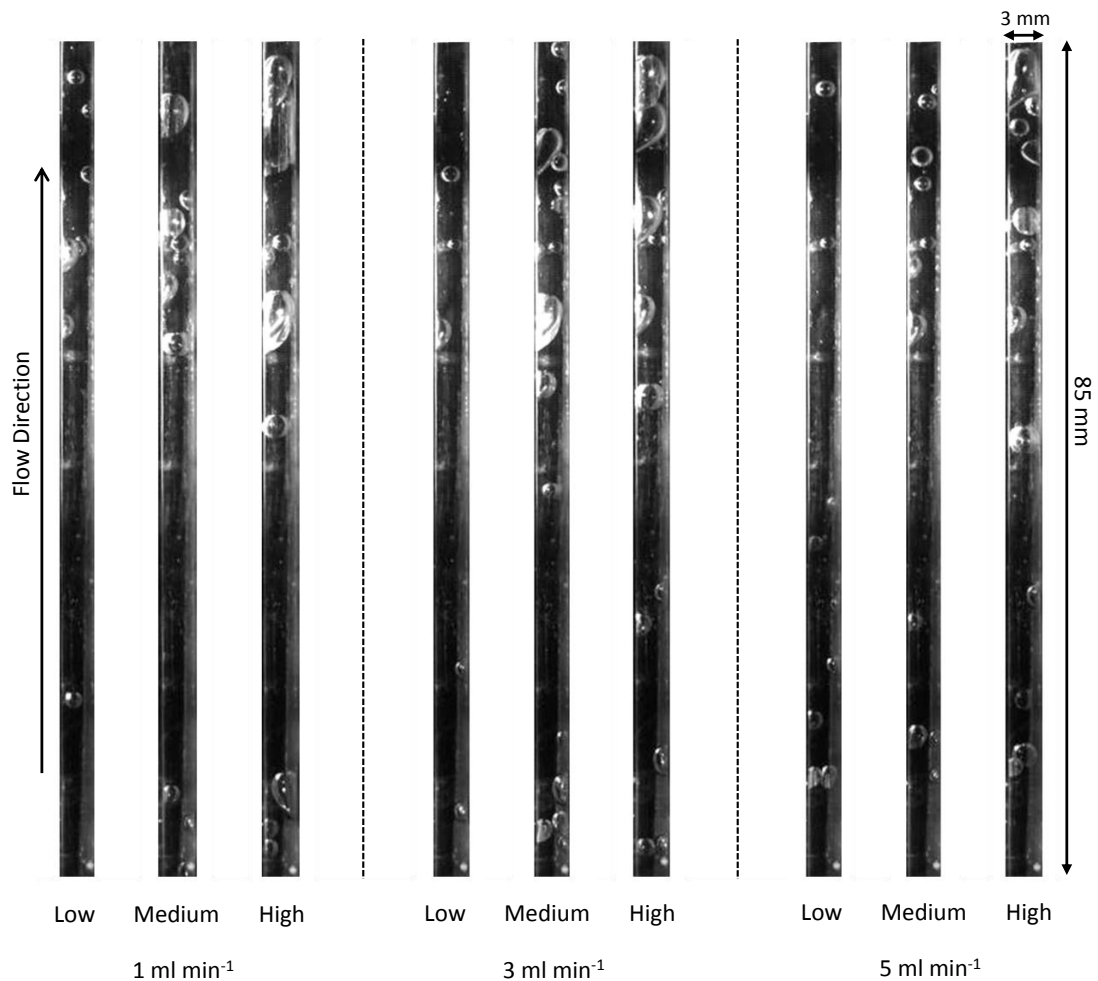 3 mm
Flow Direction
85 mm
Low Medium High Low Medium High Low Medium High
1 ml min⁻¹ 3 ml min⁻¹ 5 ml min⁻¹